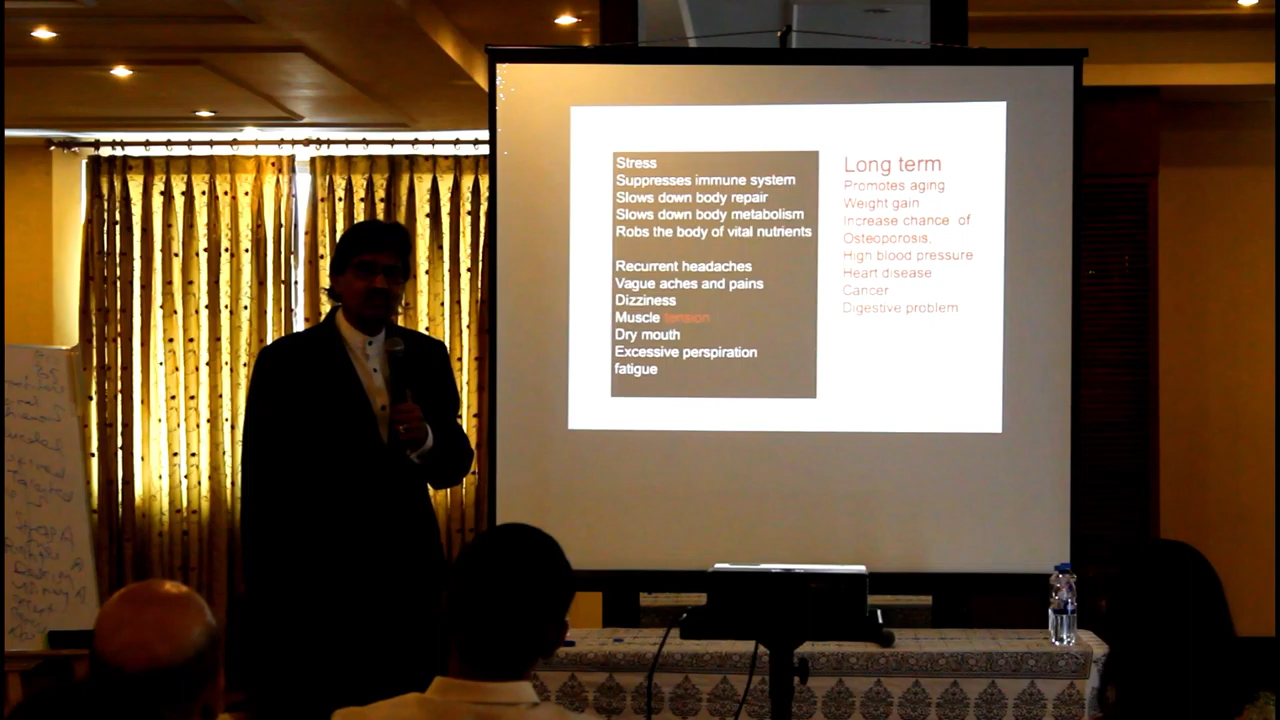 Stress
Suppresses immune system
Slows down body repair
Slows down body metabolism
Robs the body of vital nutrients
Recurrent headaches
Vague aches and pains
Dizziness
Muscle tension
Dry mouth
Excessive perspiration
fatigue
Long term
Promotes aging
Weight gain
Increase chance of
Osteoporosis.
High blood pressure
Heart disease
Cancer
Digestive problem